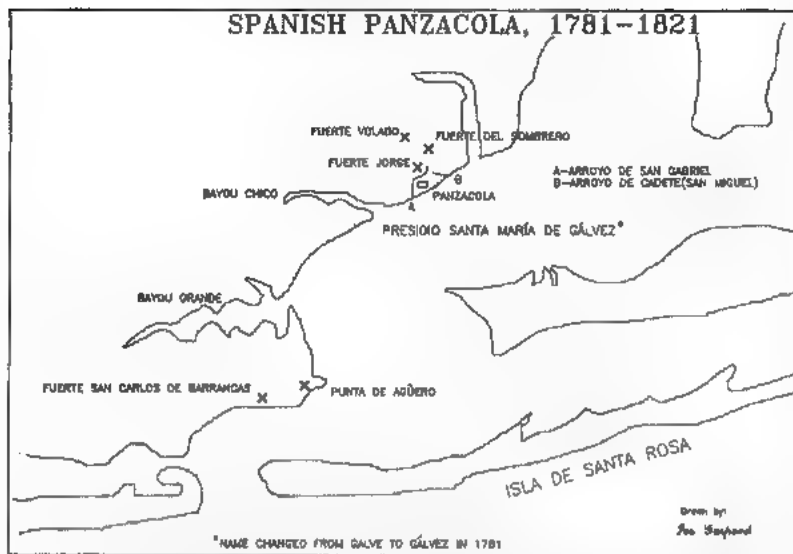 SPANISH PANZACOLA, 1781-1821
FUERTE VOLADO
FUERTE DEL SOMBRERO
FUERTE JORGE
B
A-ARROYO DE SAN GABRIEL
B-ARROYO DE CADETE(SAN MIGUEL)
BAYOU CHICO
PANZACOLA
A
PRESIDIO SANTA MARÍA DE GÁLVEZ*
BAYOU GRANDE
FUERTE SAN CARLOS DE BARRANCAS
PUNTA DE AGÜERO
ISLA DE SANTA ROSA
Drawn by:
*NAME CHANGED FROM GALVE TO GÁLVEZ IN 1781